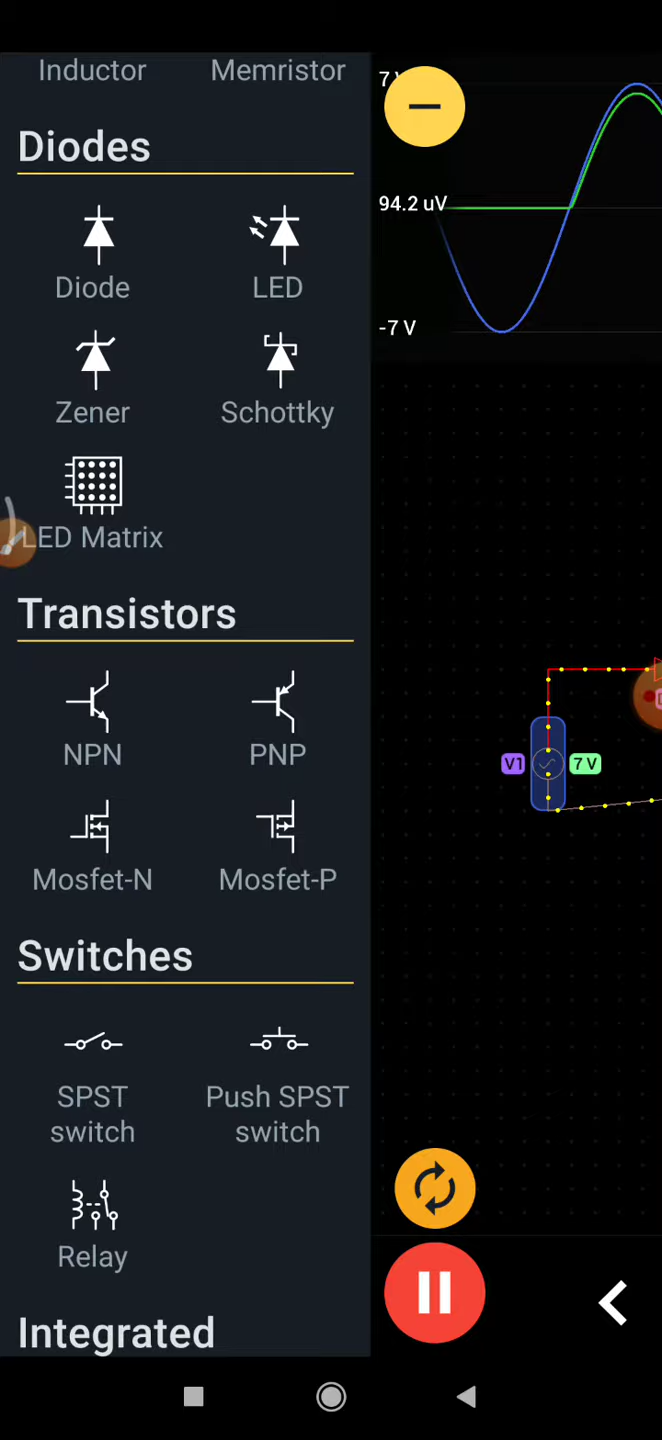 Inductor
Memristor
Diodes
Diode
LED
Zener
Schottky
LED Matrix
Transistors
NPN
PNP
Mosfet-N
Mosfet-P
Switches
SPST
switch
Push SPST
switch
Relay
Integrated
94.2 uV
-7 V
V1
7 V